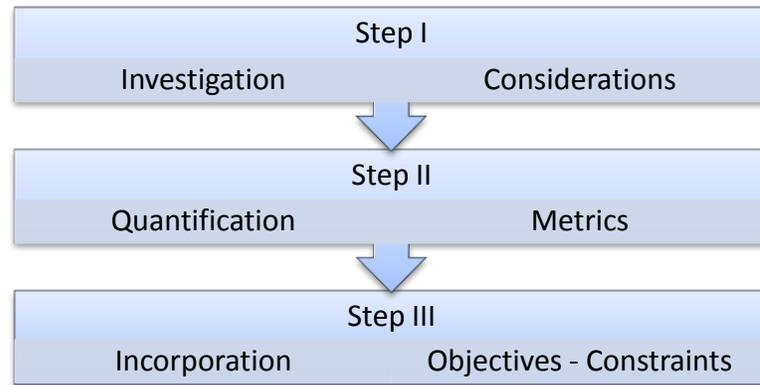 Step I
Investigation Considerations
Step II
Quantification Metrics
Step III
Incorporation Objectives - Constraints